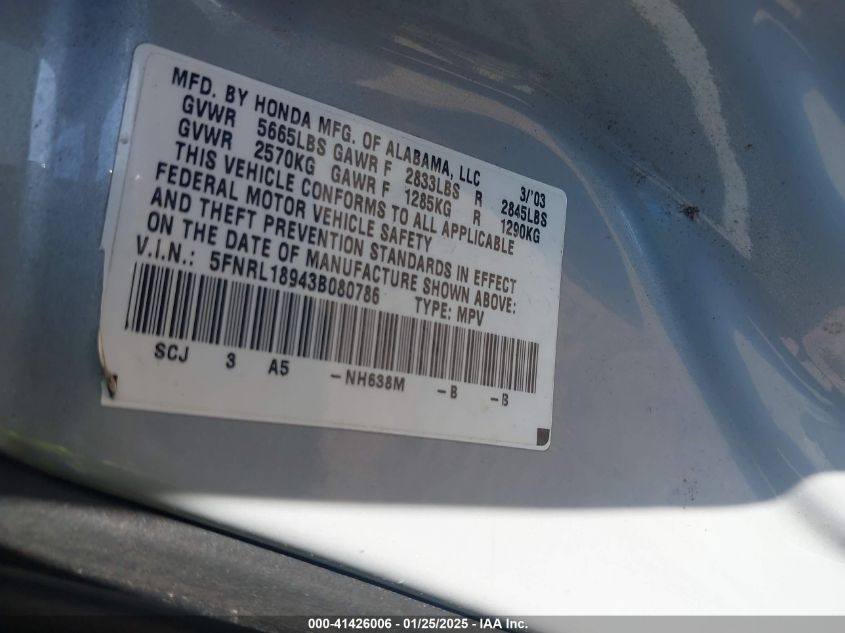 MFD. BY HONDA MFG. OF ALABAMA, LLC 3/'03
GVWR 5665LBS GAWR F 2833LBS R 2845LBS
GVWR 2570KG GAWR F 1285KG R 1290KG
THIS VEHICLE CONFORMS TO ALL APPLICABLE
FEDERAL MOTOR VEHICLE SAFETY
AND THEFT PREVENTION STANDARDS IN EFFECT
ON THE DATE OF MANUFACTURE SHOWN ABOVE:
V.I.N.: 5FNRL18943B080786 TYPE: MPV
SCJ 3 A5 -NH638M -B -B
000-41426006 - 01/25/2025 - IAA Inc.